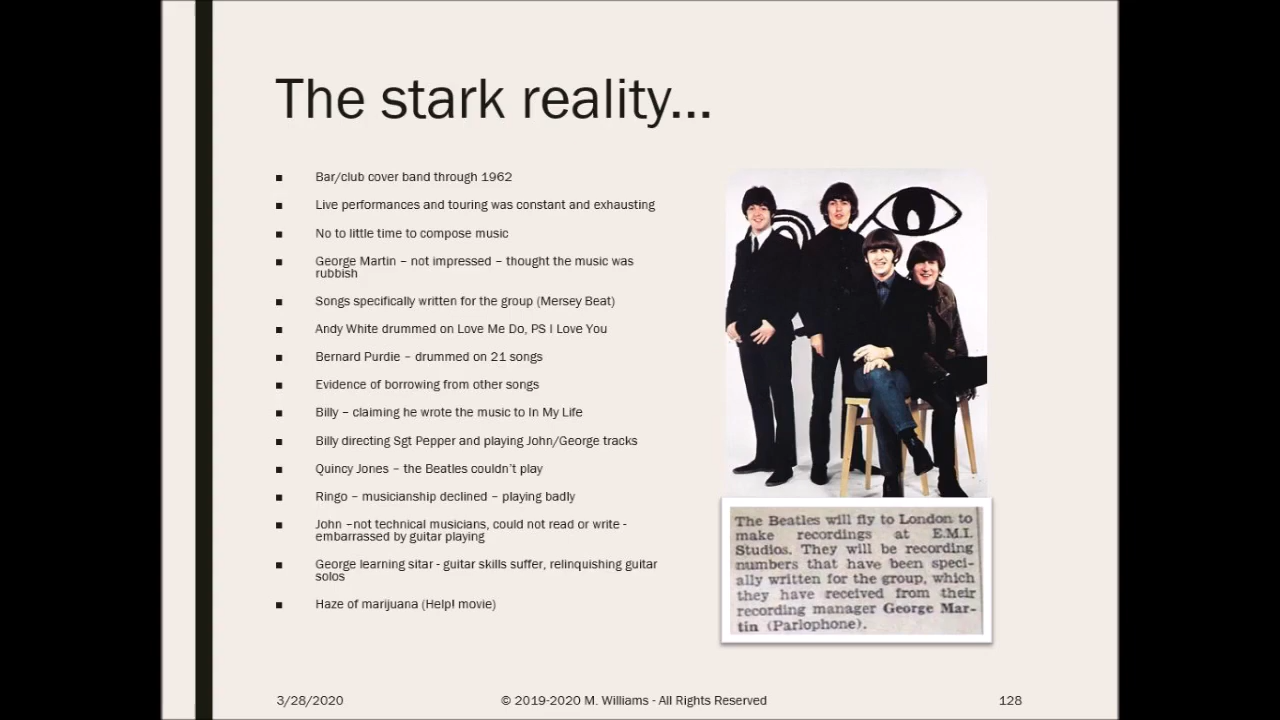 The stark reality...
■ Bar/club cover band through 1962
■ Live performances and touring was constant and exhausting
■ No to little time to compose music
■ George Martin – not impressed – thought the music was
rubbish
■ Songs specifically written for the group (Mersey Beat)
■ Andy White drummed on Love Me Do, PS I Love You
■ Bernard Purdie – drummed on 21 songs
■ Evidence of borrowing from other songs
■ Billy – claiming he wrote the music to In My Life
■ Billy directing Sgt Pepper and playing John/George tracks
■ Quincy Jones – the Beatles couldn't play
■ Ringo – musicianship declined – playing badly
■ John –not technical musicians, could not read or write -
embarrassed by guitar playing
■ George learning sitar - guitar skills suffer, relinquishing guitar
solos
■ Haze of marijuana (Help! movie)
The Beatles will fly to London to
make recordings at E.M.I.
Studios. They will be recording
numbers that have been speci-
ally written for the group, which
they have received from their
recording manager George Mar-
tin (Parlophone).
3/28/2020
© 2019-2020 M. Williams - All Rights Reserved
128